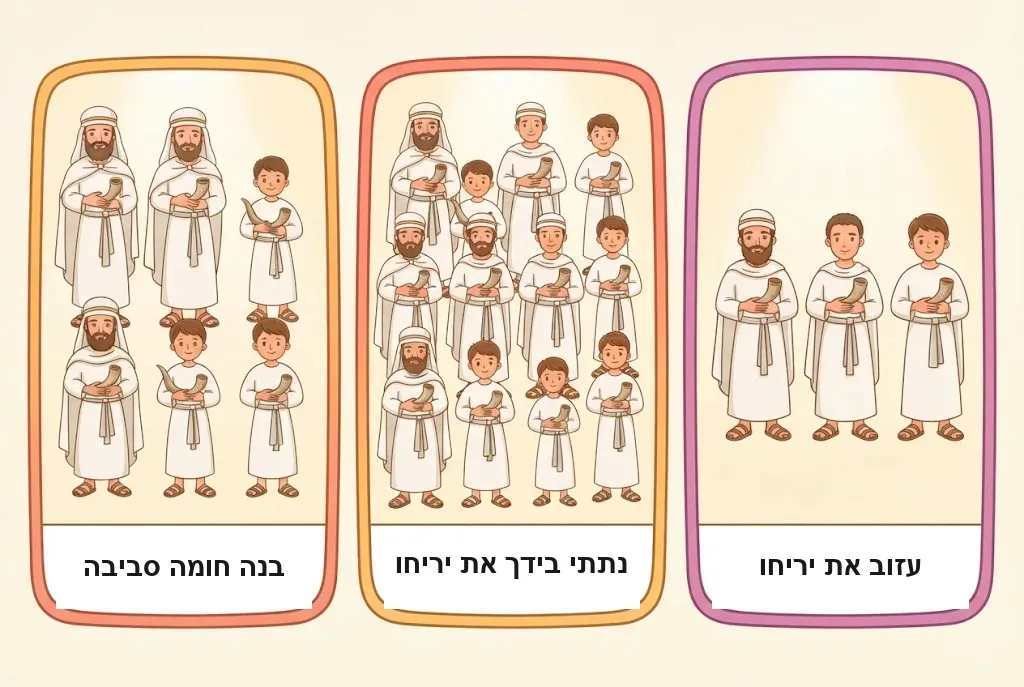 עזוב את יריחו
נתתי בידך את יריחו
בנה חומה סביבה